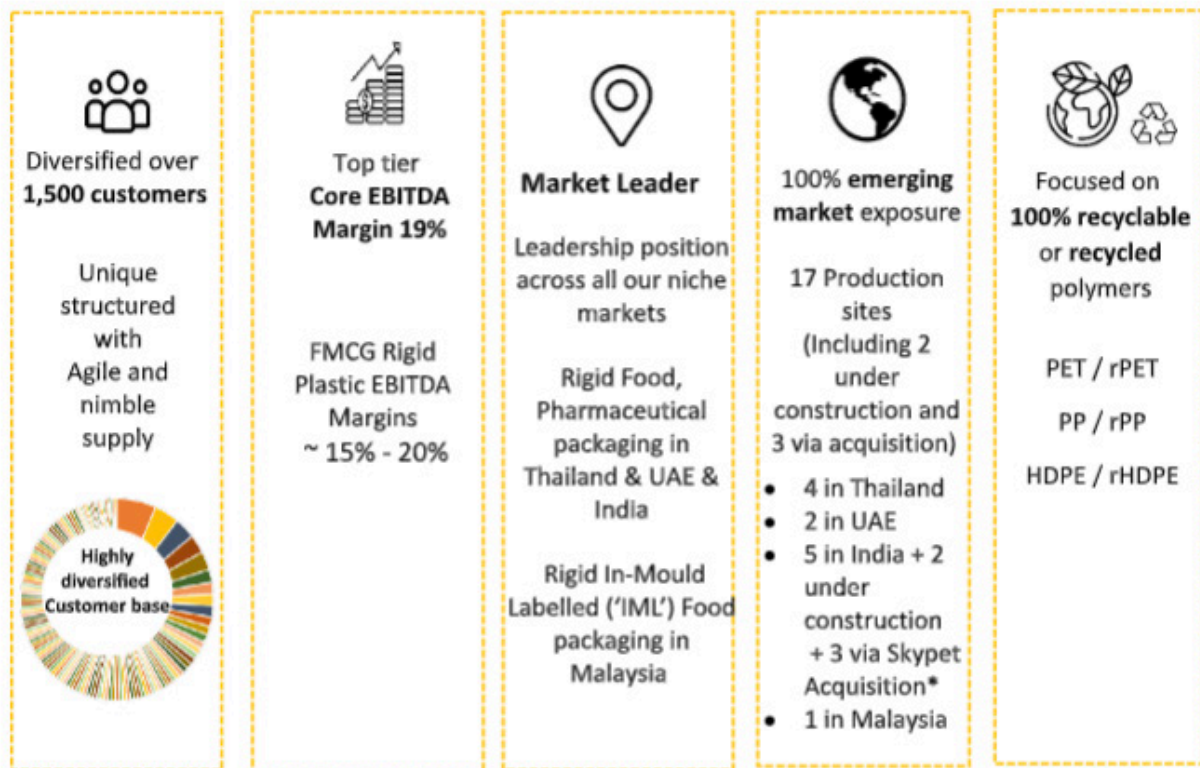 Diversified over
1,500 customers
Unique
structured
with
Agile and
nimble
supply
Highly
diversified
Customer base
Top tier
Core EBITDA
Margin 19%
FMCG Rigid
Plastic EBITDA
Margins
~ 15% - 20%
Market Leader
Leadership position
across all our niche
markets
Rigid Food,
Pharmaceutical
packaging in
Thailand & UAE &
India
Rigid In-Mould
Labelled (‘IML’) Food
packaging in
Malaysia
100% emerging
market exposure
17 Production
sites
(Including 2
under
construction and
3 via acquisition)
• 4 in Thailand
• 2 in UAE
• 5 in India + 2
under
construction
+ 3 via Skypet
Acquisition*
• 1 in Malaysia
Focused on
100% recyclable
or recycled
polymers
PET / rPET
PP / rPP
HDPE / rHDPE